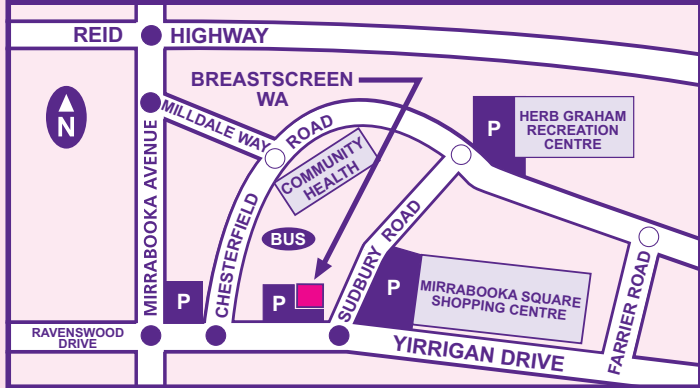 REID HIGHWAY
BREASTSCREEN
WA
N
MILLDALE WAY
ROAD
P
HERB GRAHAM
RECREATION
CENTRE
COMMUNITY
HEALTH
MIRRABOOKA AVENUE
CHESTERFIELD
BUS
SUDBURY ROAD
P
P
P
MIRRABOOKA SQUARE
SHOPPING CENTRE
FARRIER ROAD
RAVENSWOOD
DRIVE
YIRRIGAN DRIVE